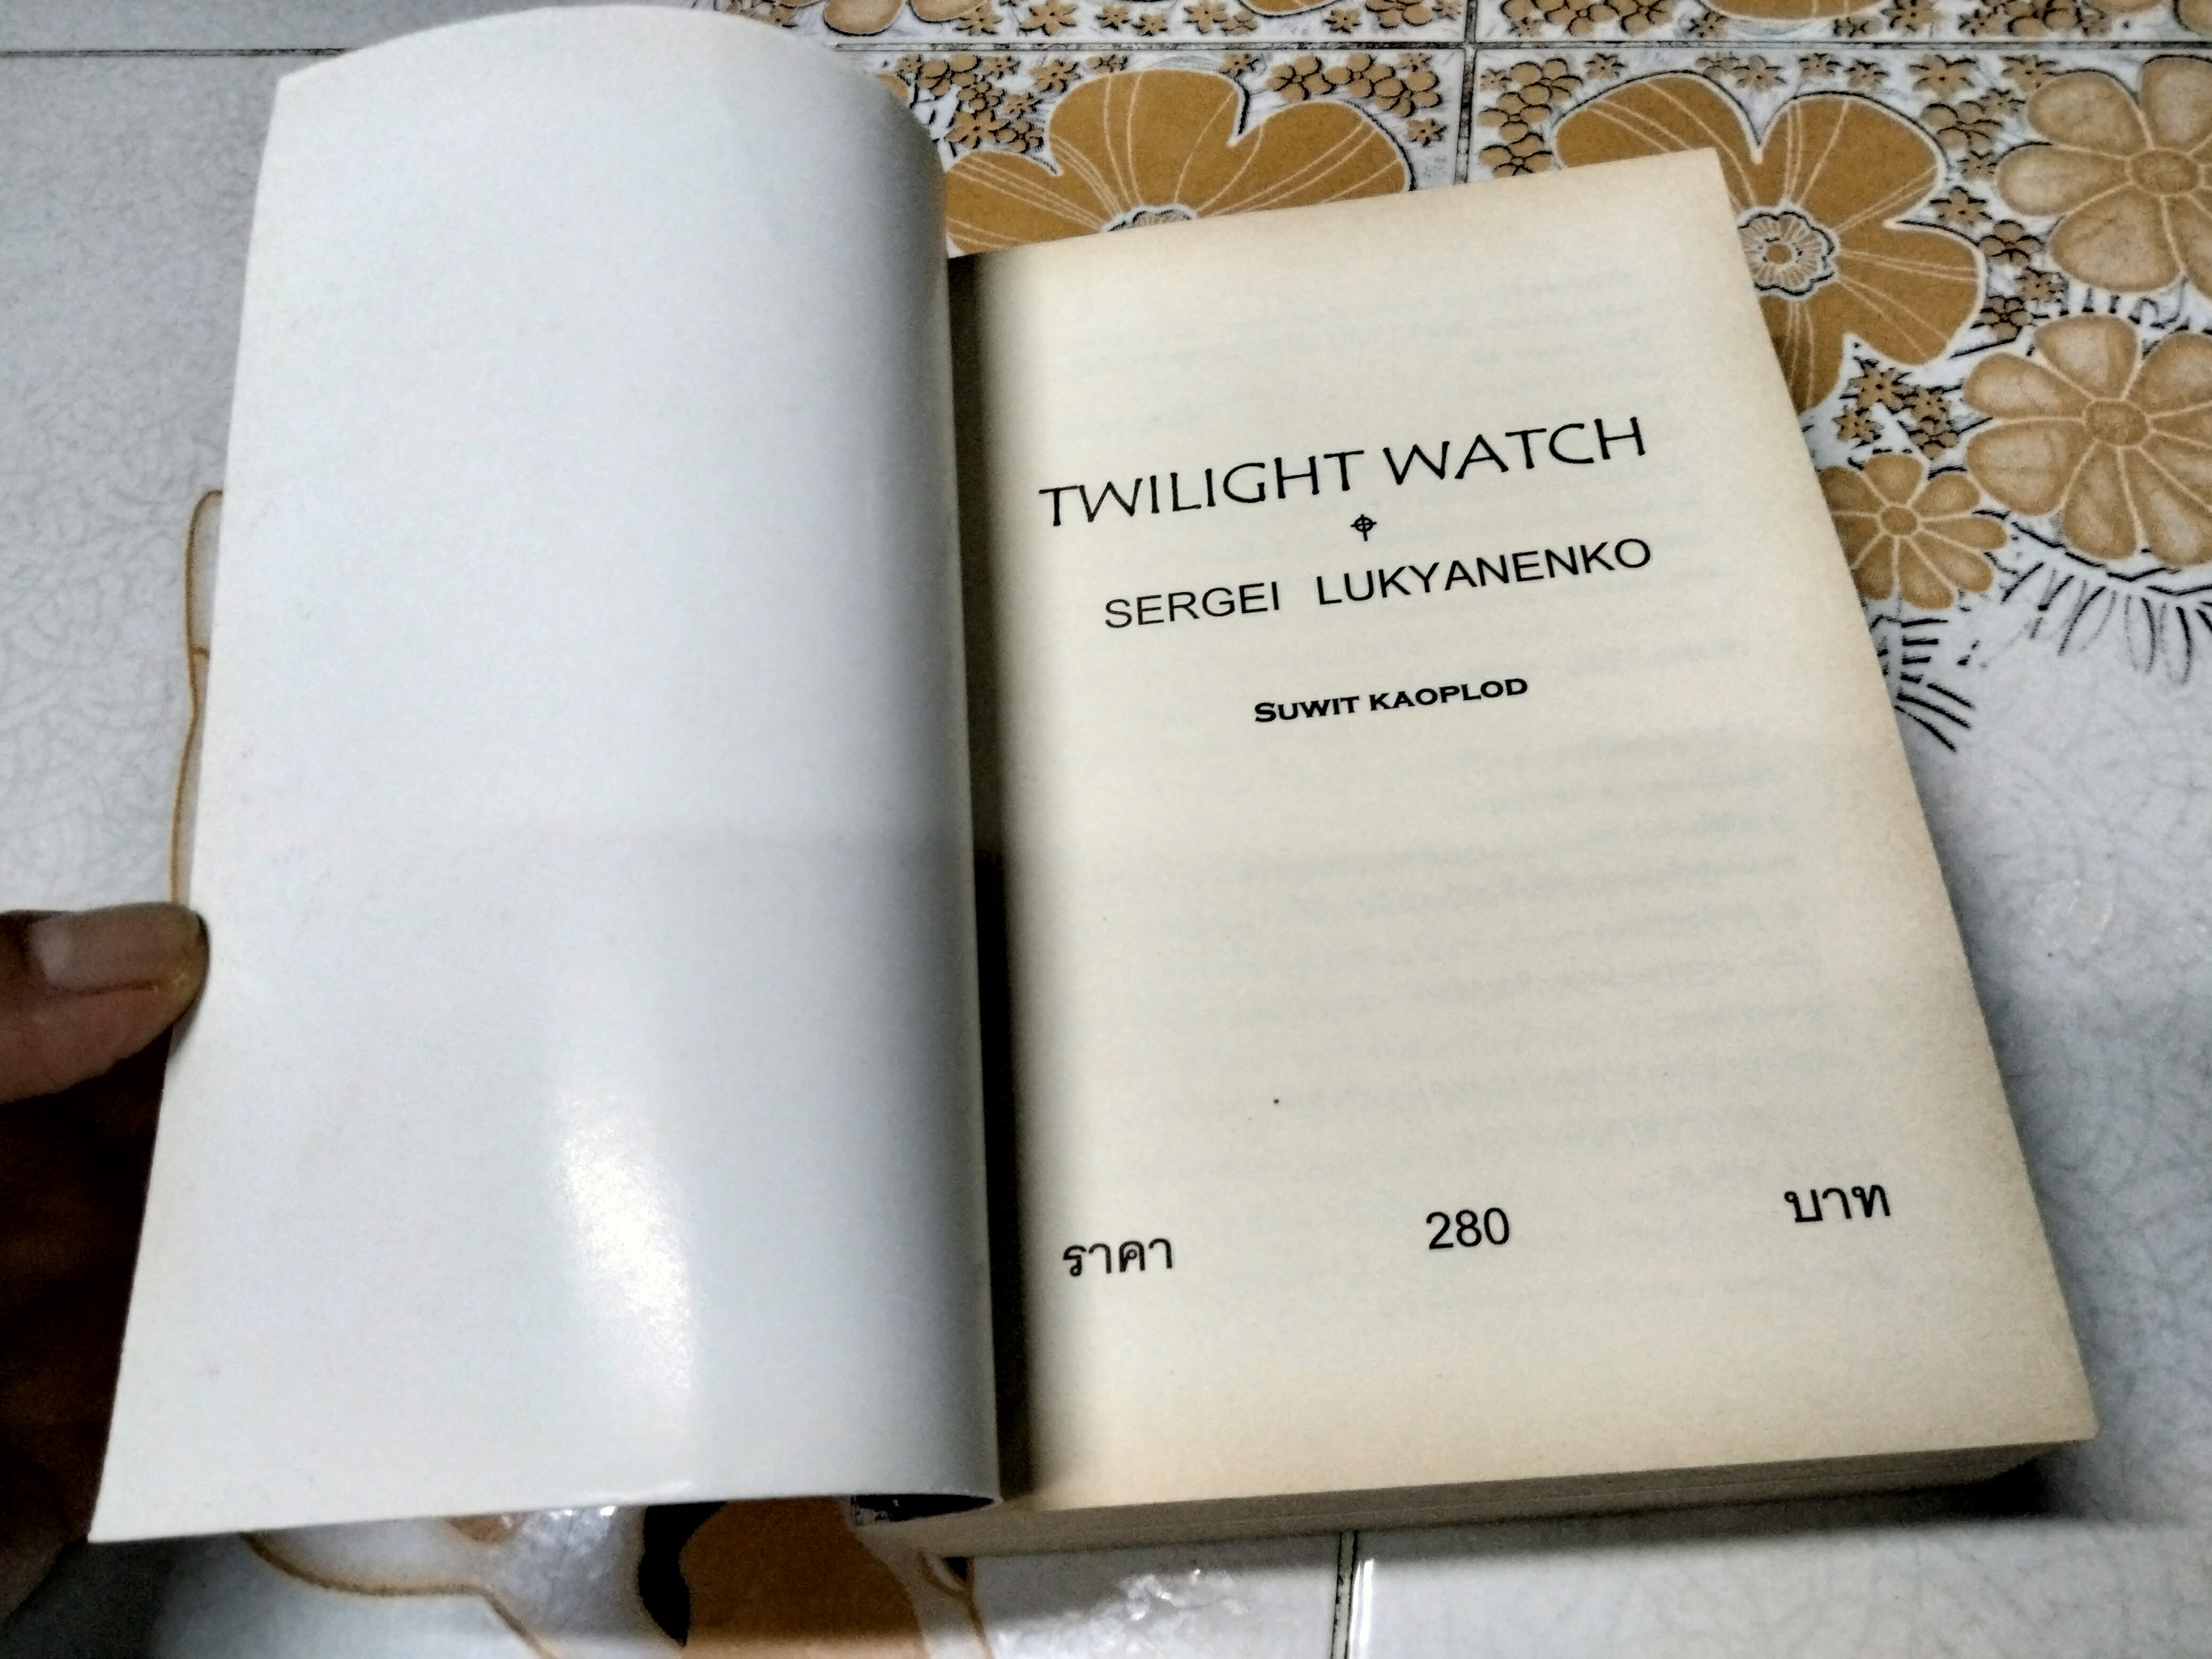 TWILIGHT WATCH
SERGEI LUKYANENKO
SUWIT KAOPLOD
ราคา 280 บาท